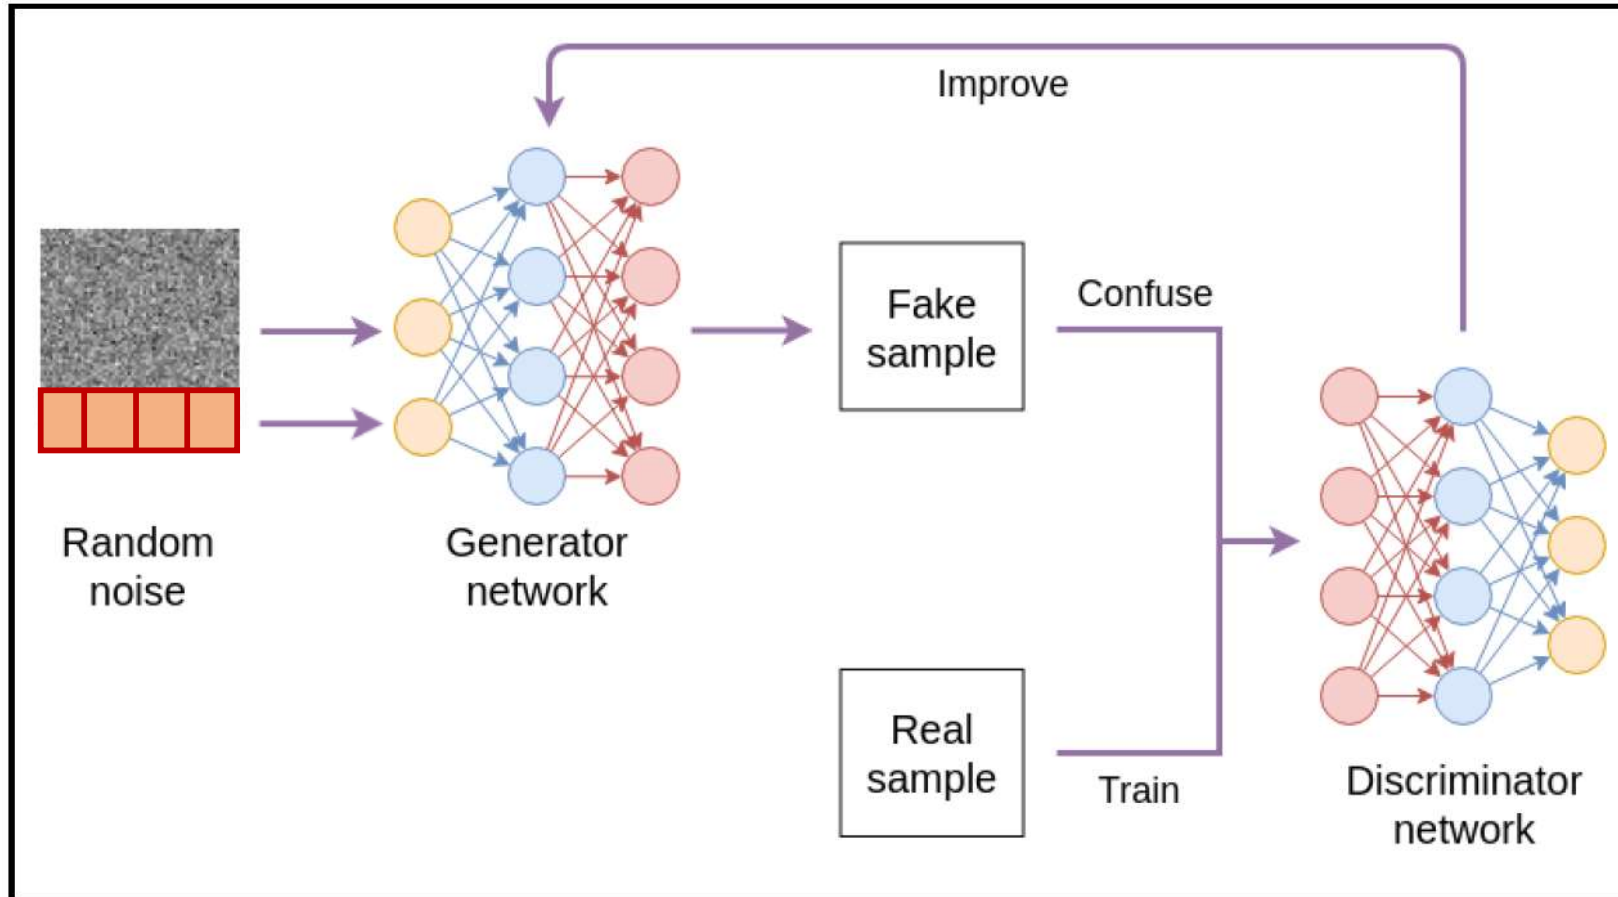 Improve
Random
noise
Generator
network
Fake
sample
Confuse
Real
sample
Train
Discriminator
network